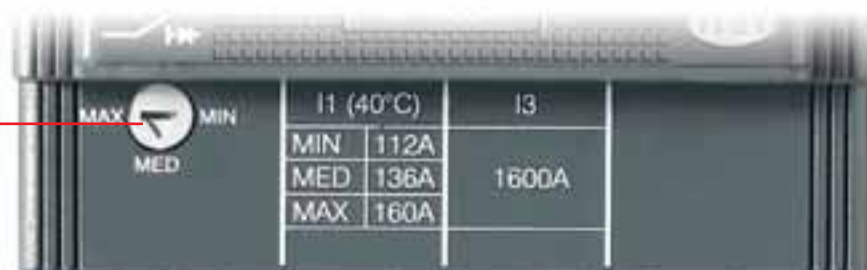 MAX MIN
MED
I1 (40°C) I3
MIN 112A
MED 136A 1600A
MAX 160A